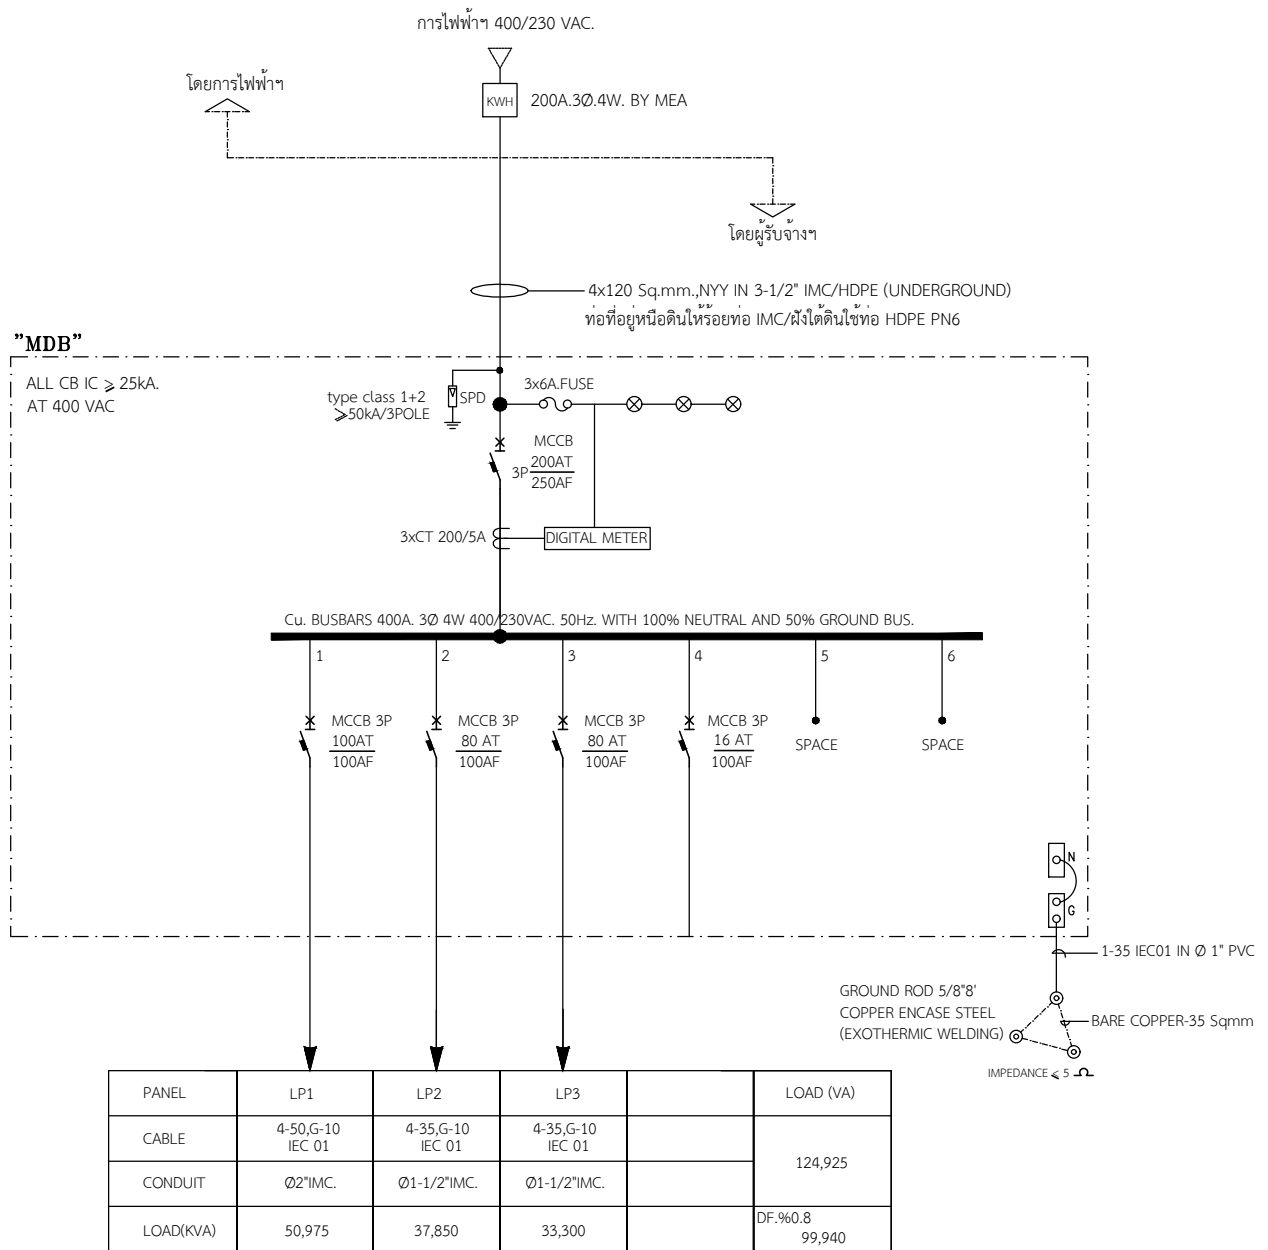 การไฟฟ้าฯ 400/230 VAC.
โดยการไฟฟ้าฯ
KWH
200A.3Ø.4W. BY MEA
โดยผู้รับจ้างฯ
4x120 Sq.mm.,NYY IN 3-1/2" IMC/HDPE (UNDERGROUND)
ท่อที่อยู่หนือดินให้ร้อยท่อ IMC/ฝังใต้ดินใช้ท่อ HDPE PN6
"MDB"
ALL CB IC ⩾ 25kA.
AT 400 VAC
type class 1+2
⩾50kA/3POLE
SPD
3x6A.FUSE
MCCB
3P 200AT
250AF
3xCT 200/5A
DIGITAL METER
Cu. BUSBARS 400A. 3Ø 4W 400/230VAC. 50Hz. WITH 100% NEUTRAL AND 50% GROUND BUS.
1 2 3 4 5 6
MCCB 3P MCCB 3P MCCB 3P MCCB 3P
100AT 80 AT 80 AT 16 AT
100AF 100AF 100AF 100AF
SPACE SPACE
N
G
1-35 IEC01 IN Ø 1" PVC
GROUND ROD 5/8"8'
COPPER ENCASE STEEL
(EXOTHERMIC WELDING)
BARE COPPER-35 Sqmm
IMPEDANCE ⩽ 5 Ω
PANEL LP1 LP2 LP3 LOAD (VA)
CABLE 4-50,G-10 4-35,G-10 4-35,G-10
IEC 01 IEC 01 IEC 01
124,925
CONDUIT Ø2"IMC. Ø1-1/2"IMC. Ø1-1/2"IMC.
LOAD(KVA) 50,975 37,850 33,300 DF.%0.8
99,940